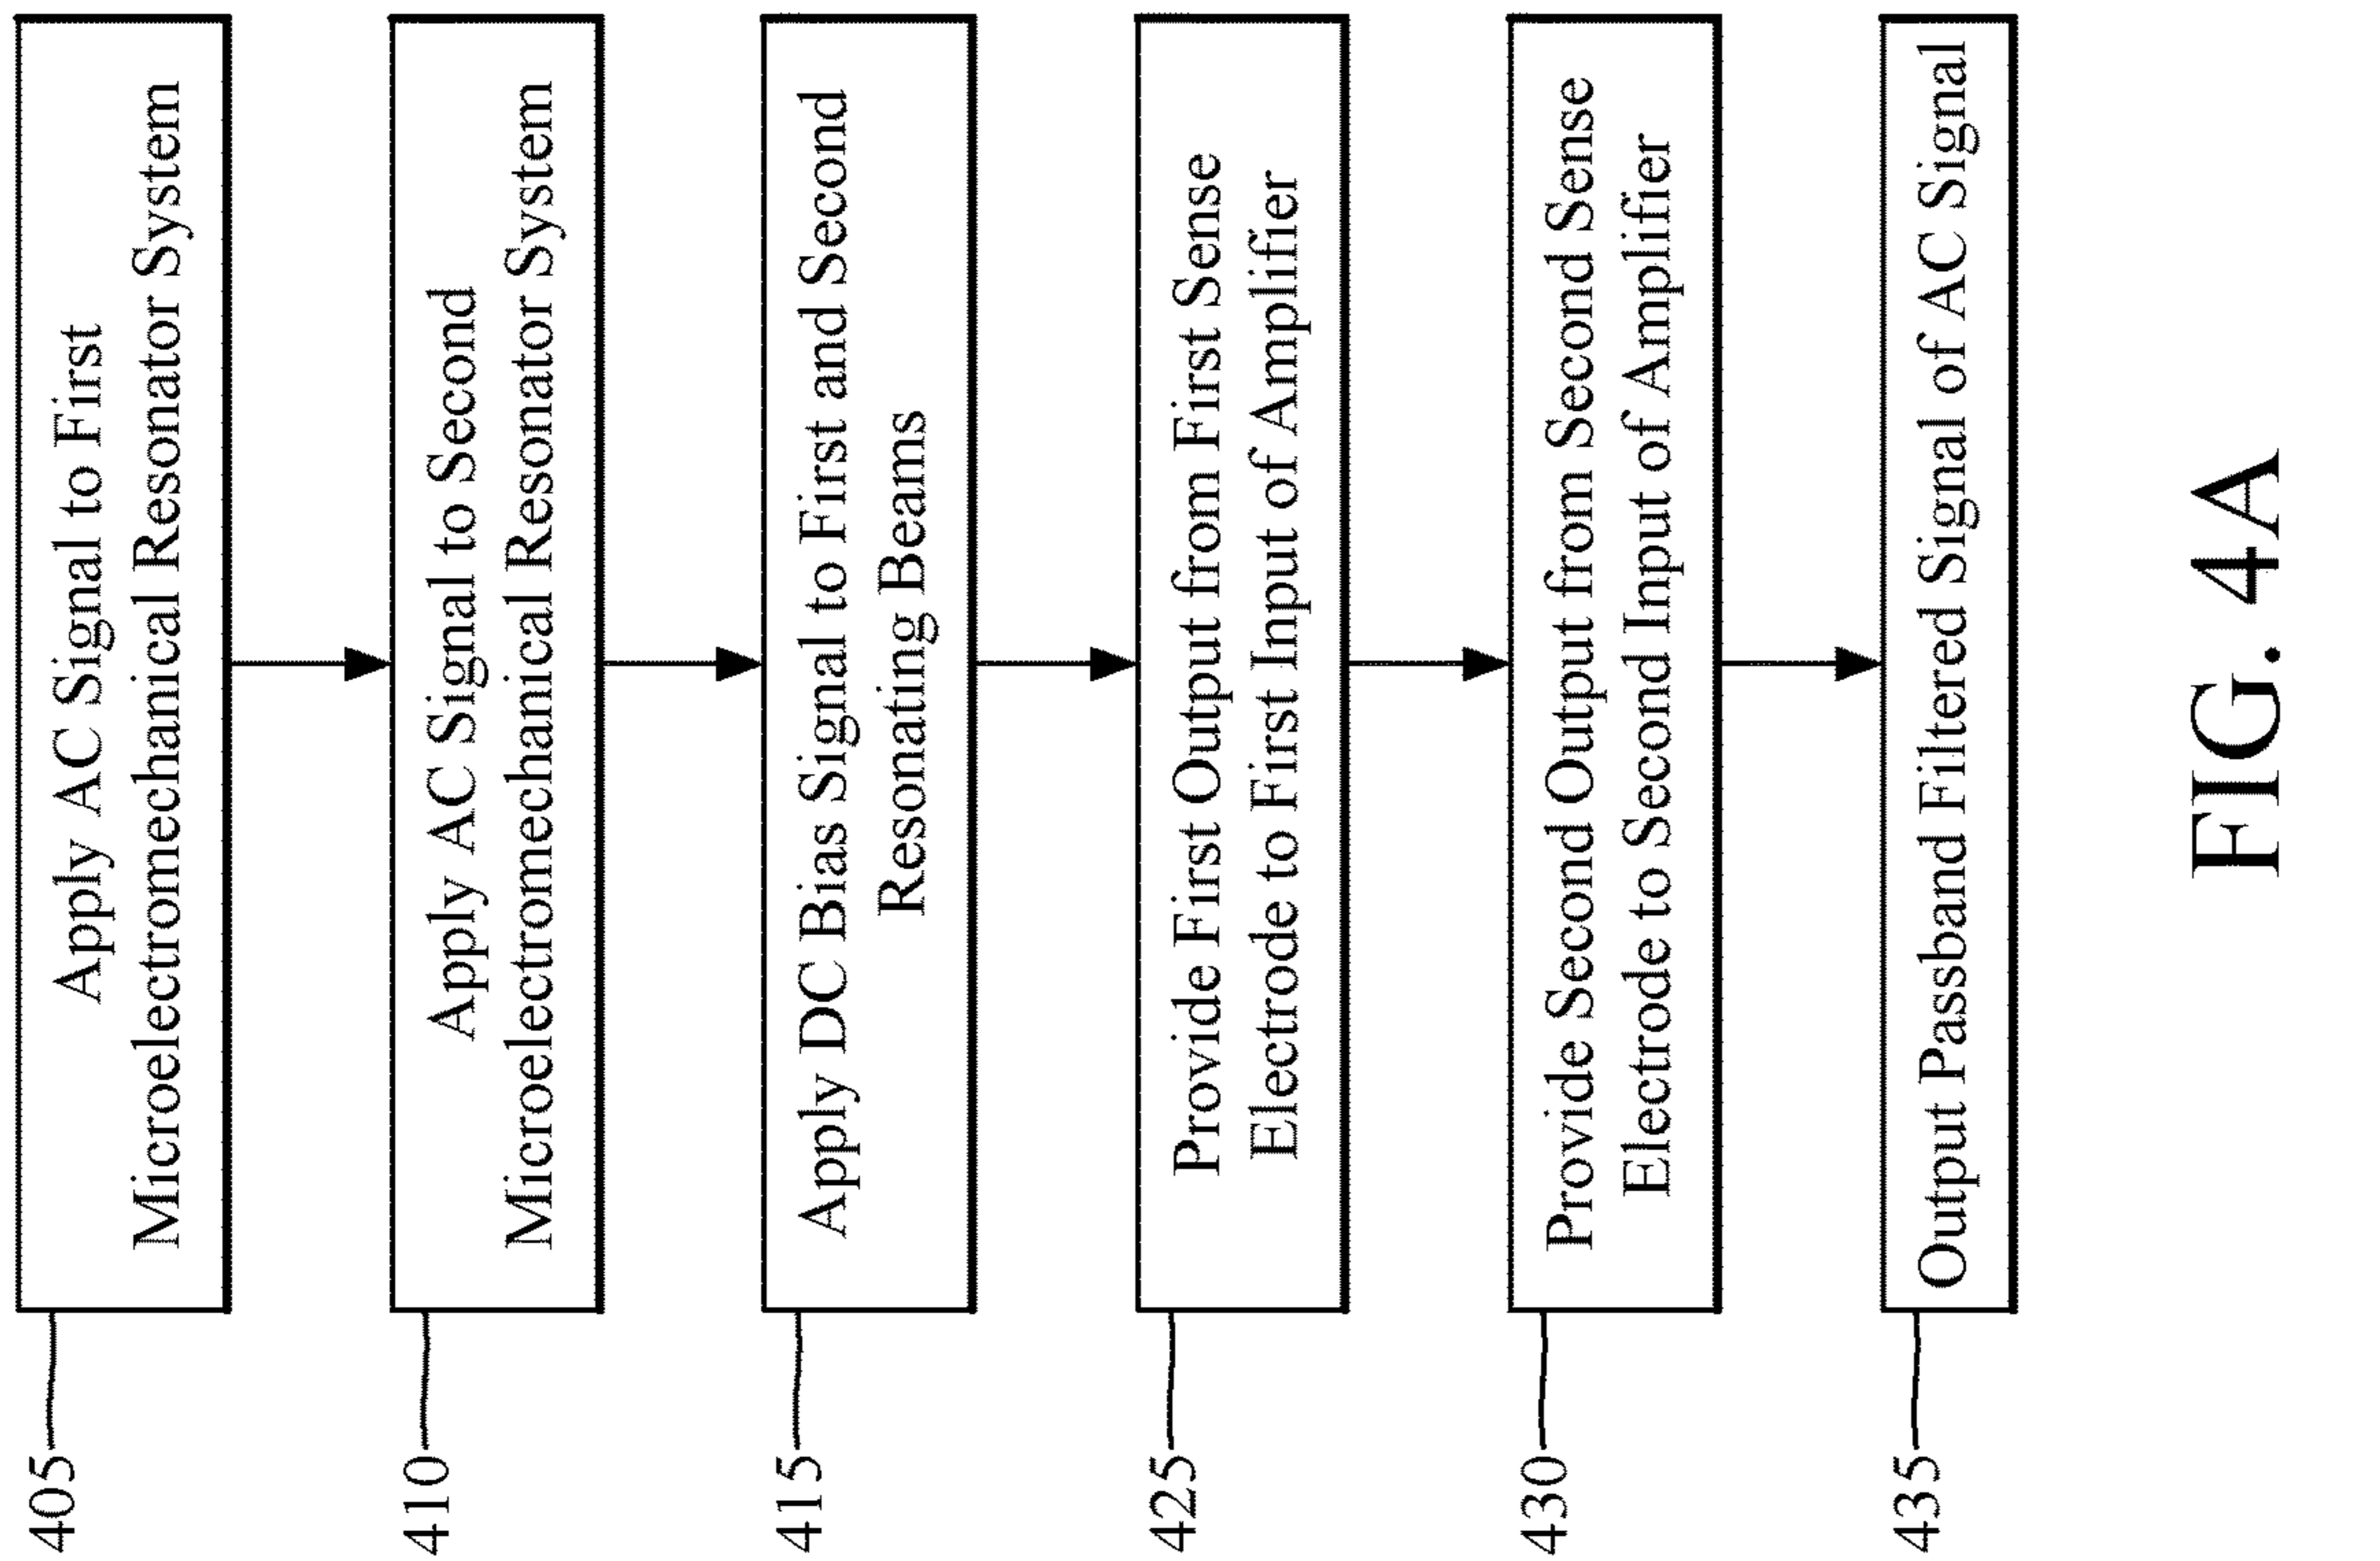 405
Apply AC Signal to First
Microelectromechanical Resonator System
410
Apply AC Signal to Second
Microelectromechanical Resonator System
415
Apply DC Bias Signal to First and Second
Resonating Beams
425
Provide First Output from First Sense
Electrode to First Input of Amplifier
430
Provide Second Output from Second Sense
Electrode to Second Input of Amplifier
435
Output Passband Filtered Signal of AC Signal
FIG. 4A